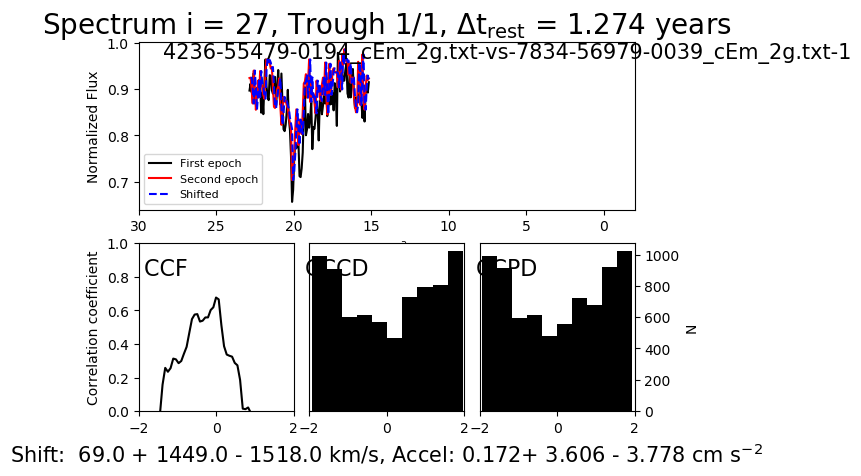 Spectrum i = 27, Trough 1/1, Δt_rest = 1.274 years
4236-55479-0194_cEm_2g.txt-vs-7834-56979-0039_cEm_2g.txt-1
Normalized Flux
1.0
0.9
0.8
0.7
First epoch
Second epoch
Shifted
30 25 20 15 10 5 0
Correlation coefficient
1.0
0.8
0.6
0.4
0.2
0.0
CCF
−2 0 2
CCCD
−2 0 2
CCPD
−2 0 2
1000
800
600
400
200
0
N
Shift: 69.0 + 1449.0 - 1518.0 km/s, Accel: 0.172+ 3.606 - 3.778 cm s⁻²